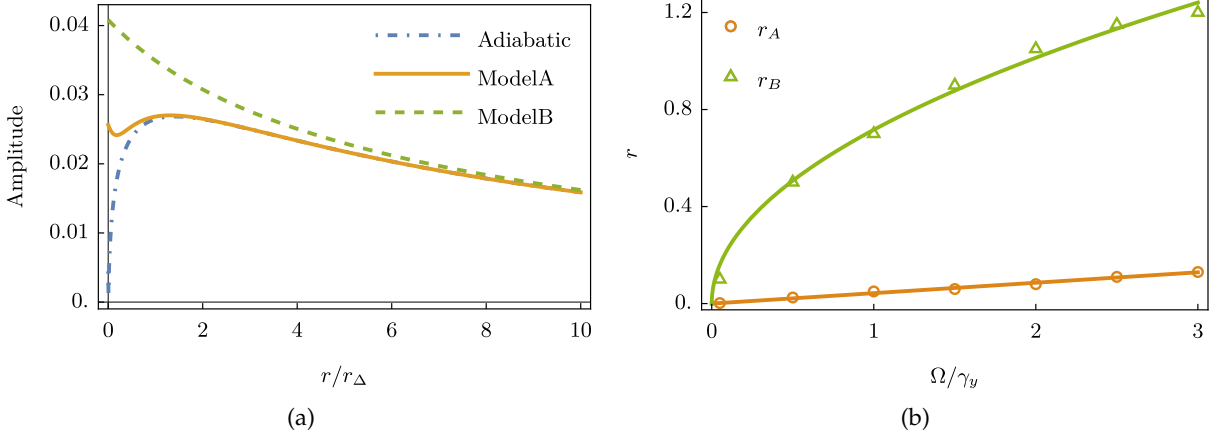 0.04
0.03
0.02
0.01
0.
Amplitude
Adiabatic
ModelA
ModelB
0 2 4 6 8 10
r/r_Δ
(a)
1.2
0.8
0.4
0.
r
r_A
r_B
0 1 2 3
Ω/γ_y
(b)